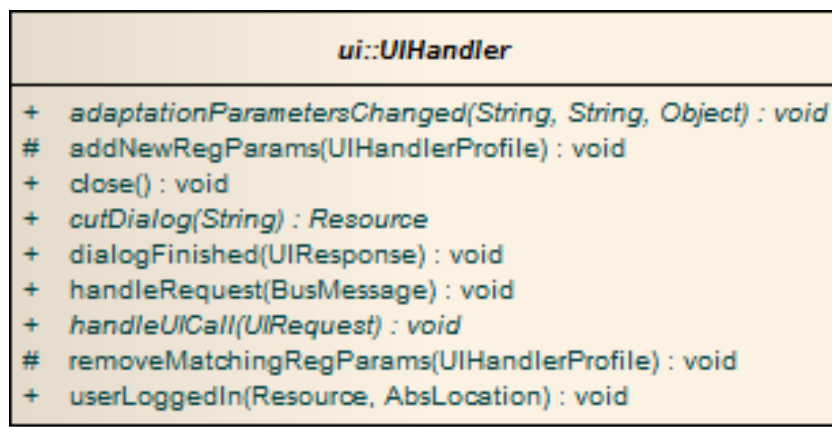 ui::UIHandler
+ adaptationParametersChanged(String, String, Object) : void
# addNewRegParams(UIHandlerProfile) : void
+ close() : void
+ cutDialog(String) : Resource
+ dialogFinished(UIResponse) : void
+ handleRequest(BusMessage) : void
+ handleUICall(UIRequest) : void
# removeMatchingRegParams(UIHandlerProfile) : void
+ userLoggedIn(Resource, AbsLocation) : void